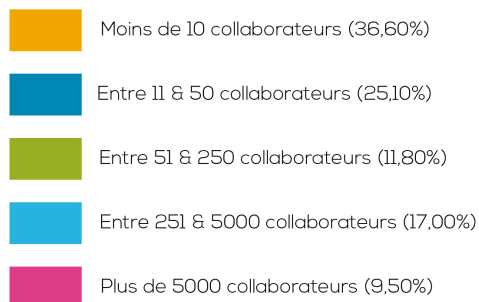 Moins de 10 collaborateurs (36,60%)
Entre 11 & 50 collaborateurs (25,10%)
Entre 51 & 250 collaborateurs (11,80%)
Entre 251 & 5000 collaborateurs (17,00%)
Plus de 5000 collaborateurs (9,50%)